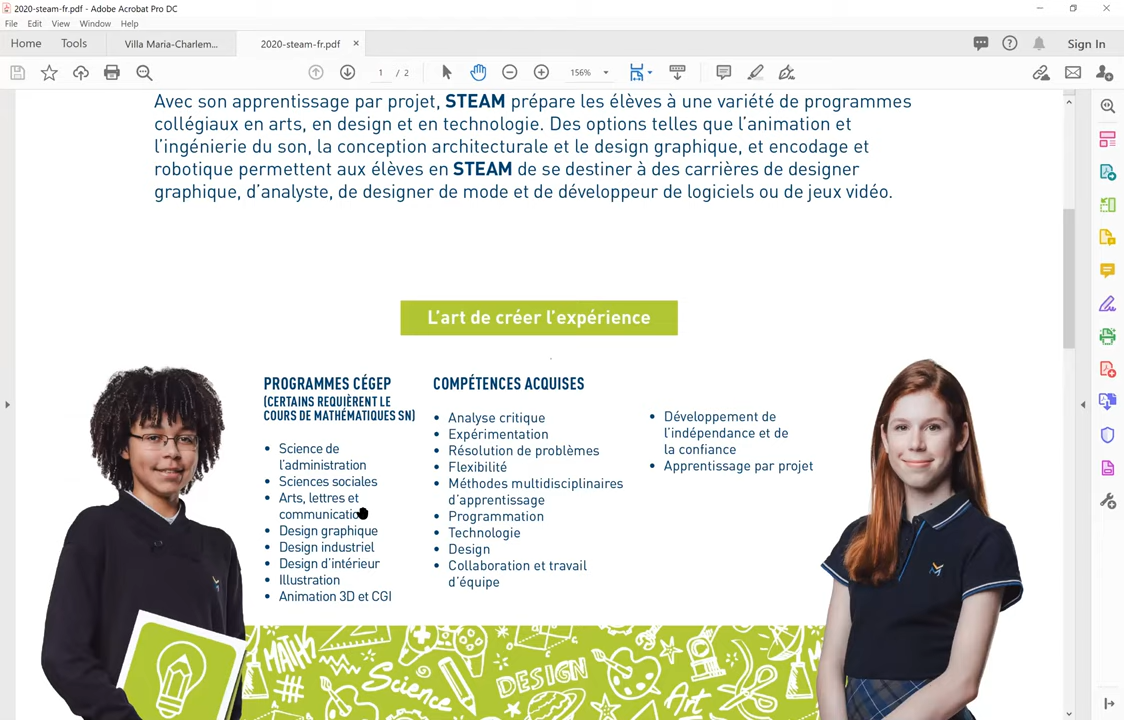 2020-steam-fr.pdf - Adobe Acrobat Pro DC
File Edit View Window Help
Home Tools Villa Maria-Charlem... 2020-steam-fr.pdf × Sign In
1 / 2 156%
Avec son apprentissage par projet, STEAM prépare les élèves à une variété de programmes
collégiaux en arts, en design et en technologie. Des options telles que l'animation et
l'ingénierie du son, la conception architecturale et le design graphique, et encodage et
robotique permettent aux élèves en STEAM de se destiner à des carrières de designer
graphique, d'analyste, de designer de mode et de développeur de logiciels ou de jeux vidéo.
L'art de créer l'expérience
PROGRAMMES CÉGEP
(CERTAINS REQUIÈRENT LE
COURS DE MATHÉMATIQUES SN)
• Science de
l'administration
• Sciences sociales
• Arts, lettres et
communication
• Design graphique
• Design industriel
• Design d'intérieur
• Illustration
• Animation 3D et CGI
COMPÉTENCES ACQUISES
• Analyse critique
• Expérimentation
• Résolution de problèmes
• Flexibilité
• Méthodes multidisciplinaires
d'apprentissage
• Programmation
• Technologie
• Design
• Collaboration et travail
d'équipe
• Développement de
l'indépendance et de
la confiance
• Apprentissage par projet
MATHS
#
Science
DESIGN
Art